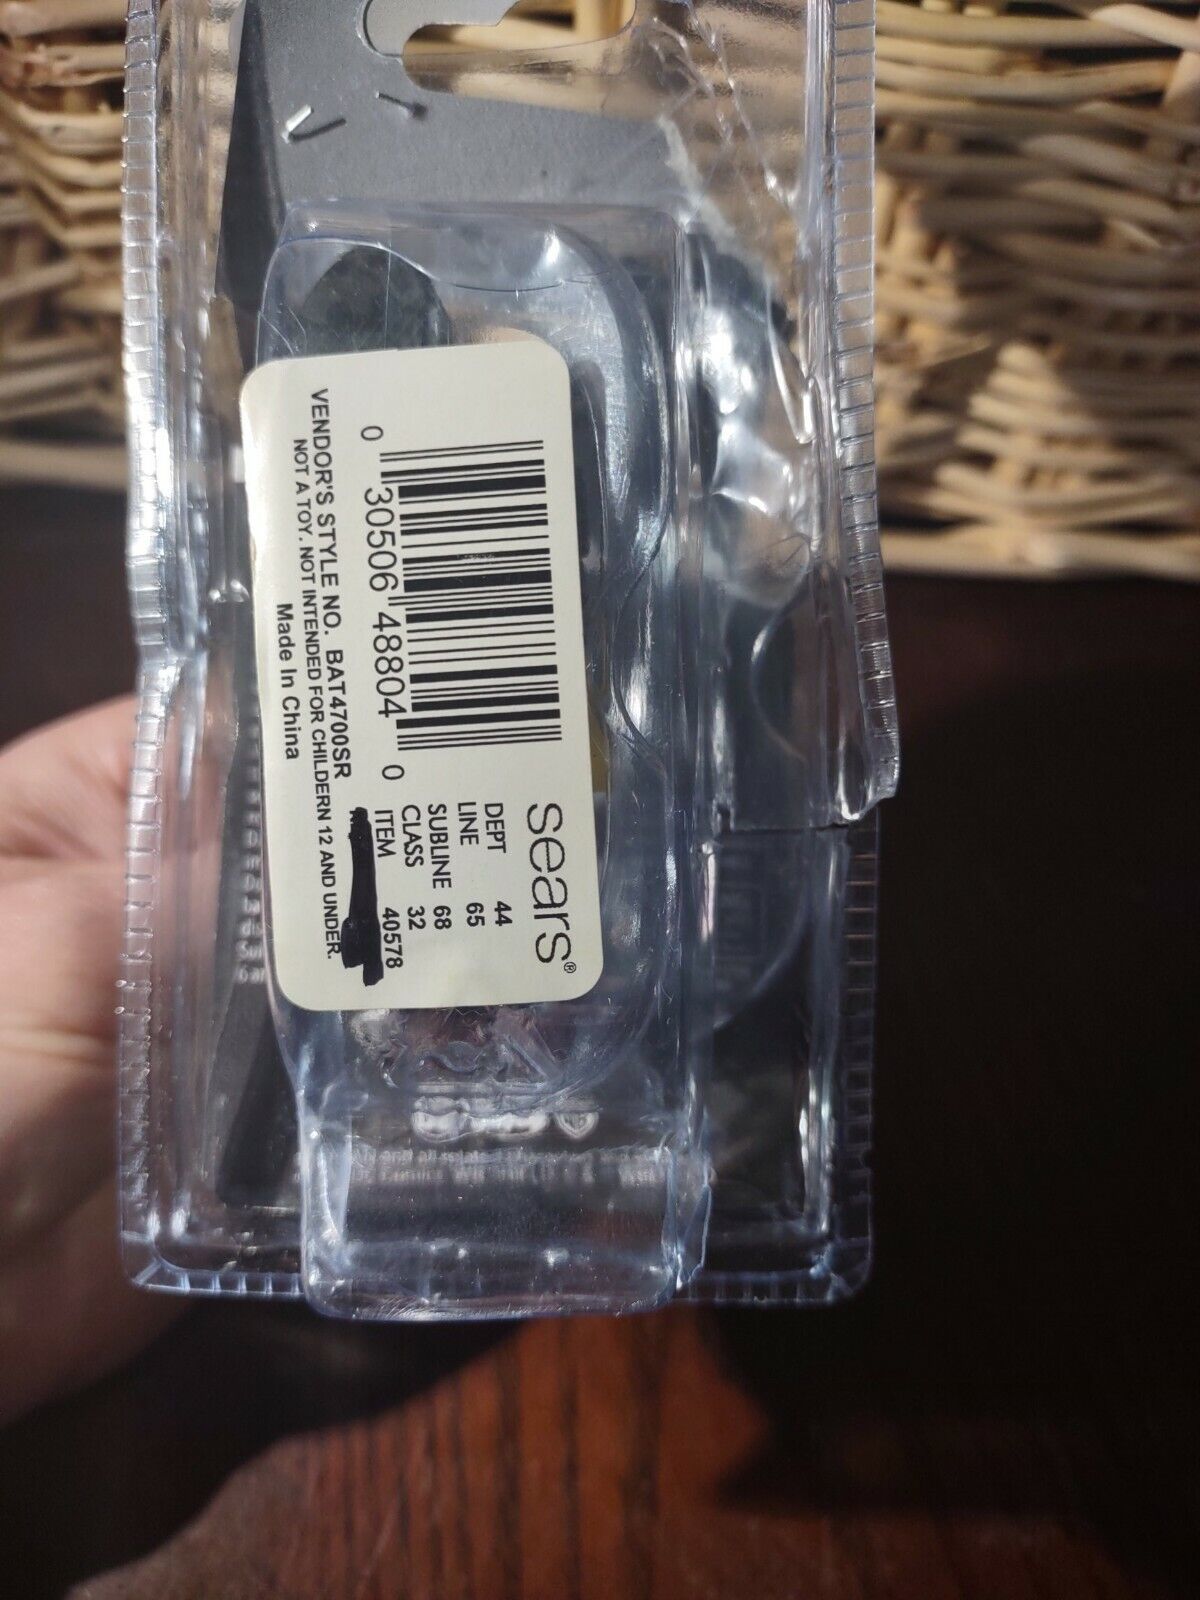 sears®
DEPT 44
LINE 65
SUBLINE 68
CLASS 32
ITEM 40578
0 30506 48804 0
VENDOR'S STYLE NO. BAT4700SR
NOT A TOY. NOT INTENDED FOR CHILDERN 12 AND UNDER.
Made In China